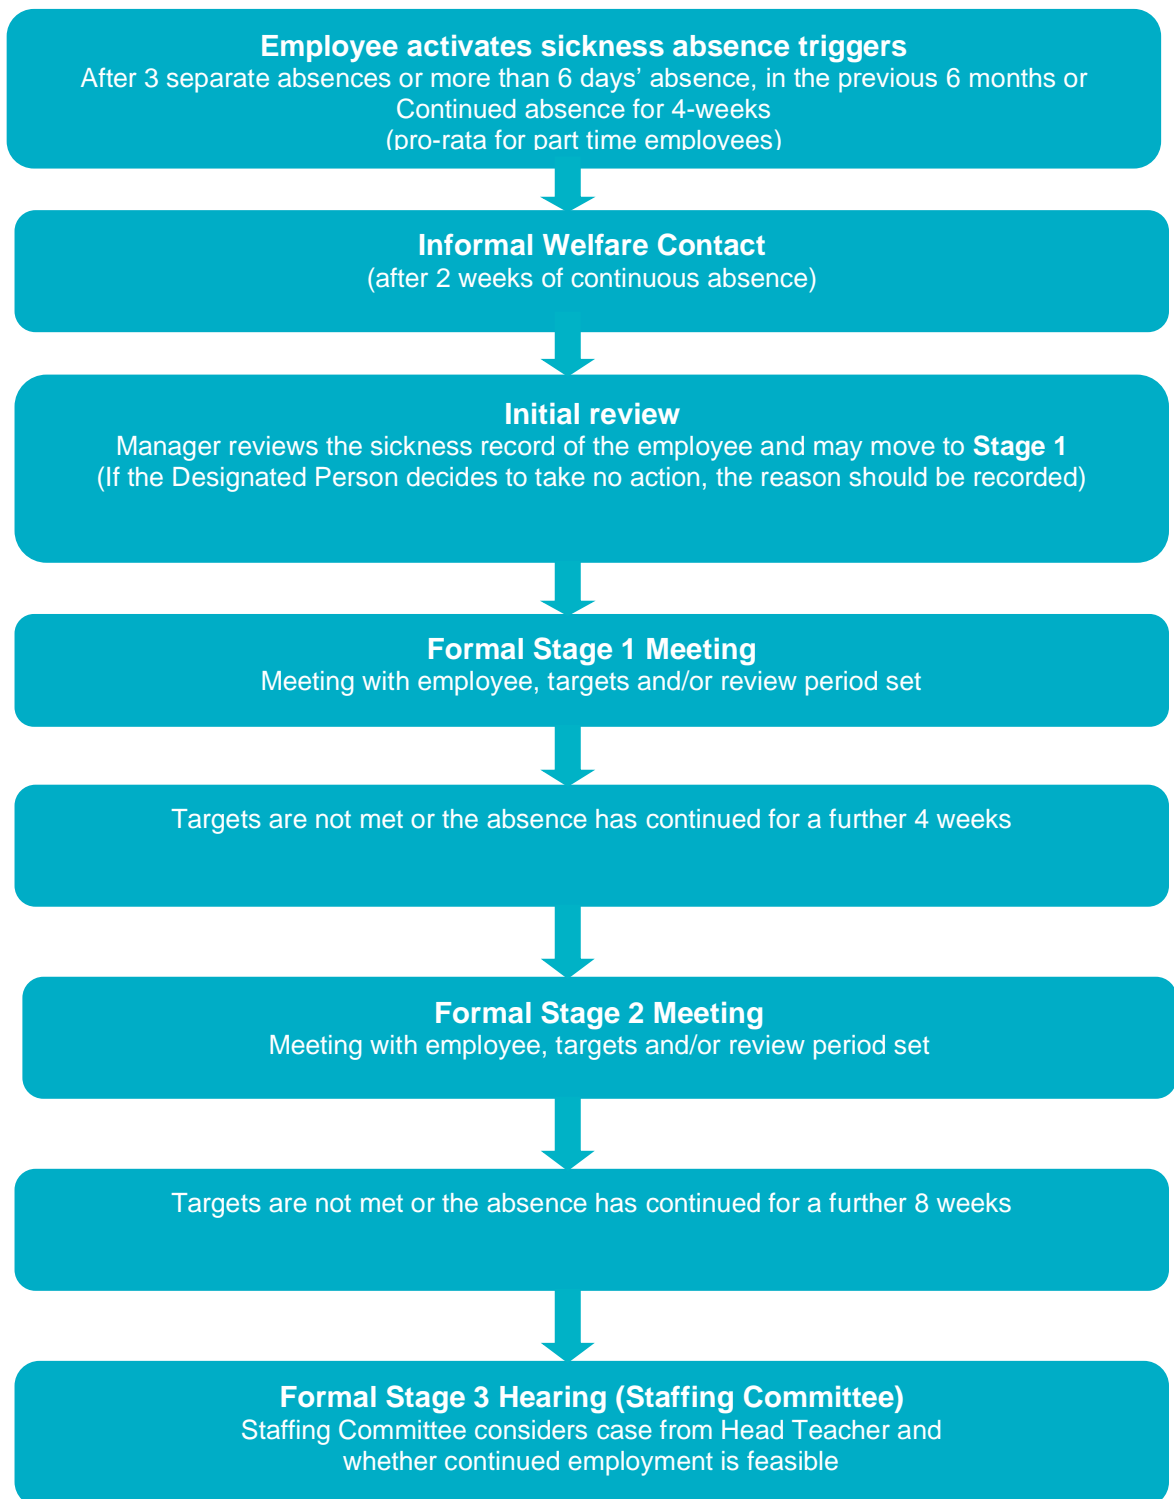 Employee activates sickness absence triggers
After 3 separate absences or more than 6 days’ absence, in the previous 6 months or
Continued absence for 4-weeks
(pro-rata for part time employees)
Informal Welfare Contact
(after 2 weeks of continuous absence)
Initial review
Manager reviews the sickness record of the employee and may move to Stage 1
(If the Designated Person decides to take no action, the reason should be recorded)
Formal Stage 1 Meeting
Meeting with employee, targets and/or review period set
Targets are not met or the absence has continued for a further 4 weeks
Formal Stage 2 Meeting
Meeting with employee, targets and/or review period set
Targets are not met or the absence has continued for a further 8 weeks
Formal Stage 3 Hearing (Staffing Committee)
Staffing Committee considers case from Head Teacher and
whether continued employment is feasible